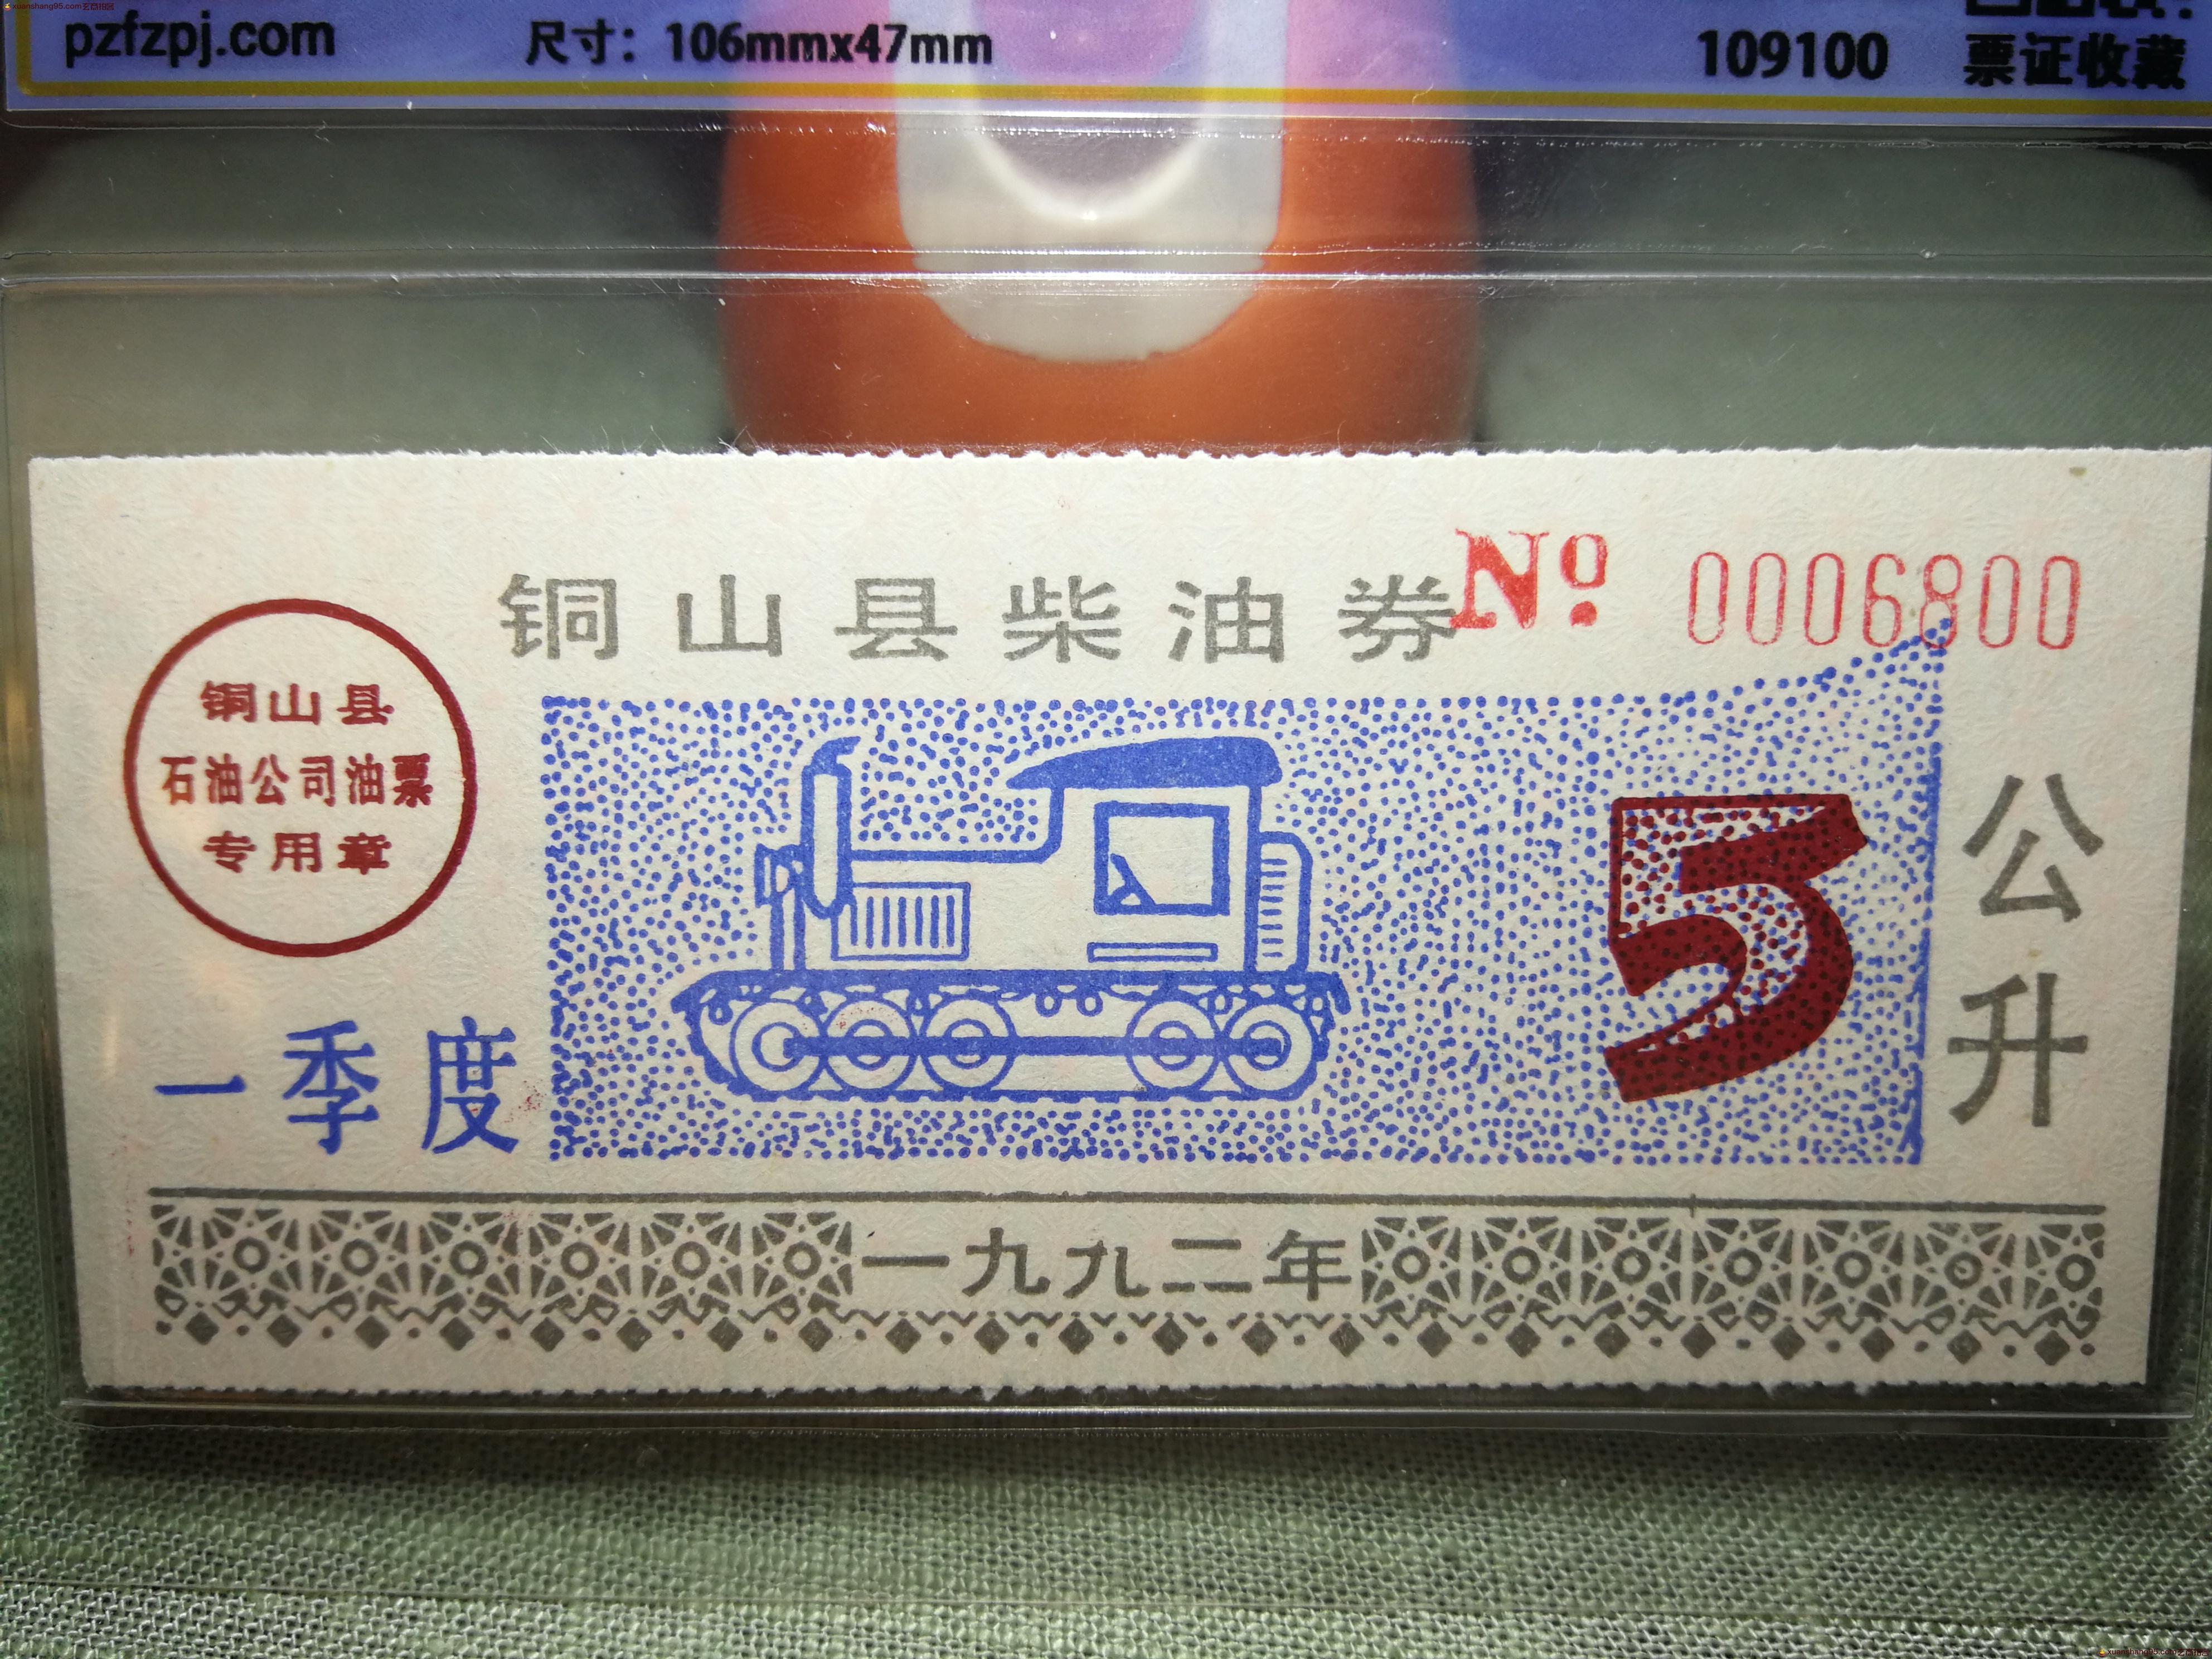 pzfzpj.com
尺寸：106mmx47mm
109100
票证收藏
铜山县柴油券
№ 0006800
铜山县
石油公司油票
专用章
5
公升
一季度
一九九二年